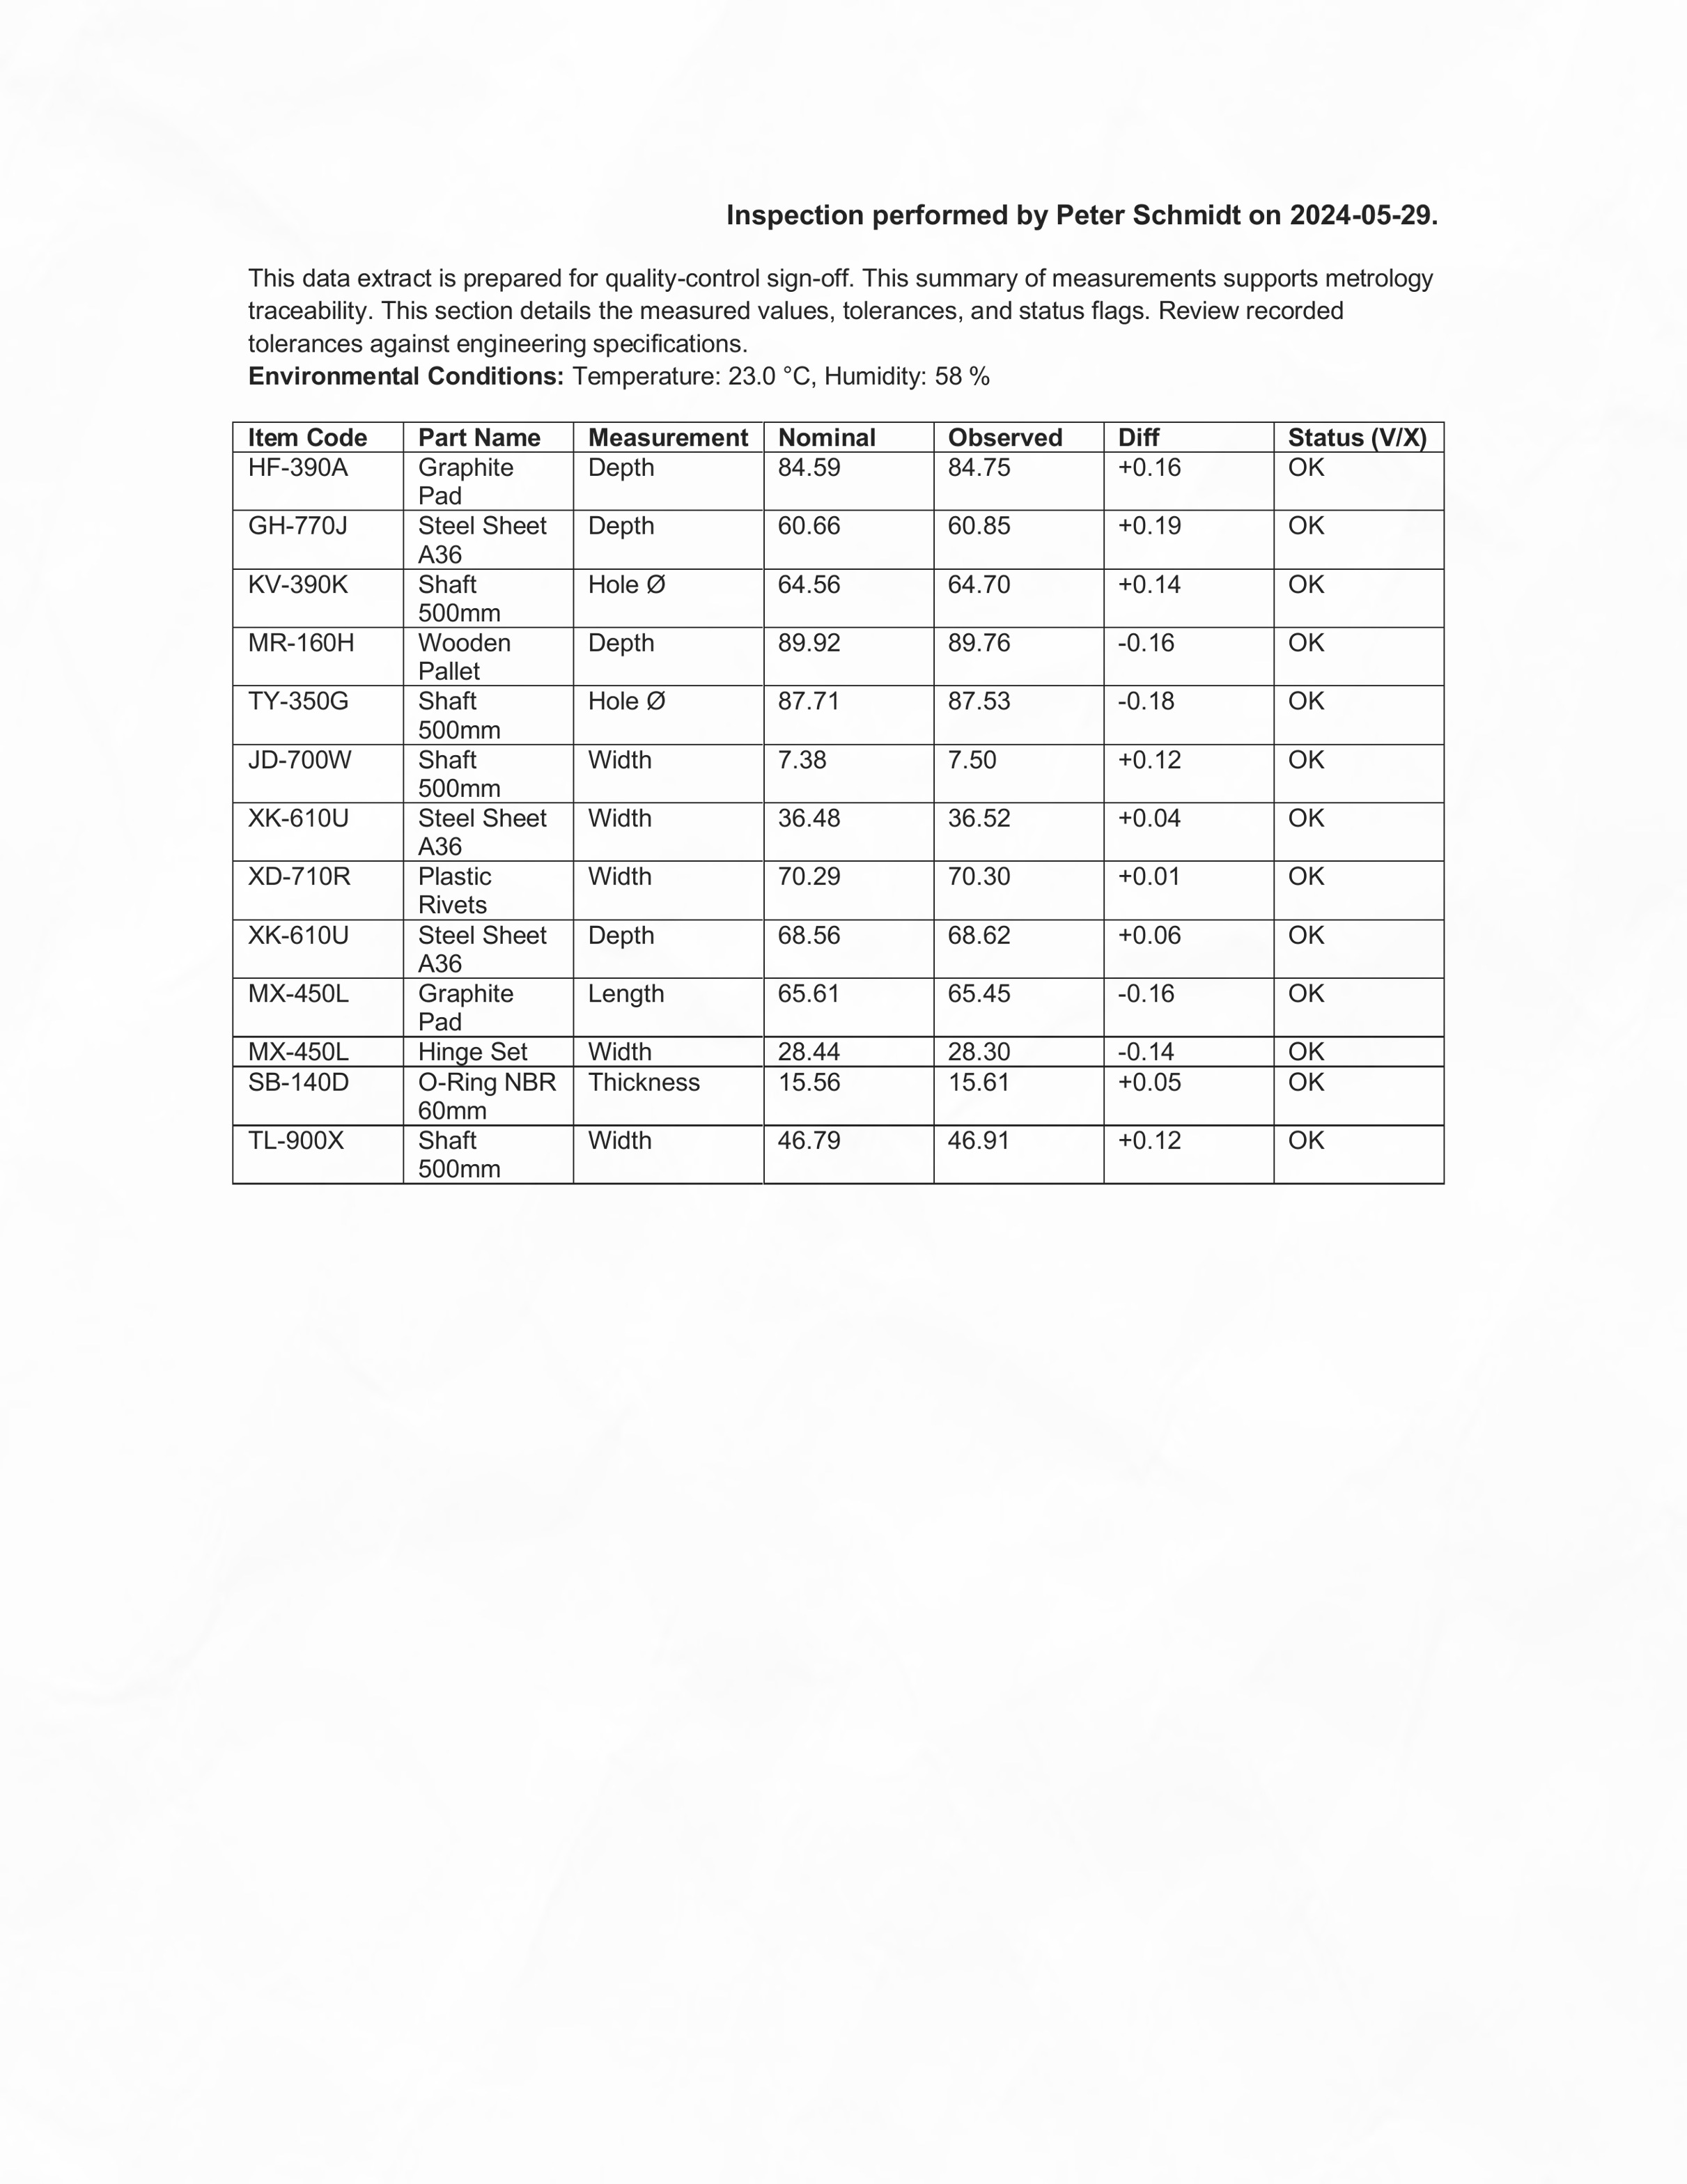 Inspection performed by Peter Schmidt on 2024-05-29.
This data extract is prepared for quality-control sign-off. This summary of measurements supports metrology
traceability. This section details the measured values, tolerances, and status flags. Review recorded
tolerances against engineering specifications.
Environmental Conditions: Temperature: 23.0 °C, Humidity: 58 %
Item Code Part Name Measurement Nominal Observed Diff Status (V/X)
HF-390A Graphite Depth 84.59 84.75 +0.16 OK
Pad
GH-770J Steel Sheet Depth 60.66 60.85 +0.19 OK
A36
KV-390K Shaft Hole Ø 64.56 64.70 +0.14 OK
500mm
MR-160H Wooden Depth 89.92 89.76 -0.16 OK
Pallet
TY-350G Shaft Hole Ø 87.71 87.53 -0.18 OK
500mm
JD-700W Shaft Width 7.38 7.50 +0.12 OK
500mm
XK-610U Steel Sheet Width 36.48 36.52 +0.04 OK
A36
XD-710R Plastic Width 70.29 70.30 +0.01 OK
Rivets
XK-610U Steel Sheet Depth 68.56 68.62 +0.06 OK
A36
MX-450L Graphite Length 65.61 65.45 -0.16 OK
Pad
MX-450L Hinge Set Width 28.44 28.30 -0.14 OK
SB-140D O-Ring NBR Thickness 15.56 15.61 +0.05 OK
60mm
TL-900X Shaft Width 46.79 46.91 +0.12 OK
500mm